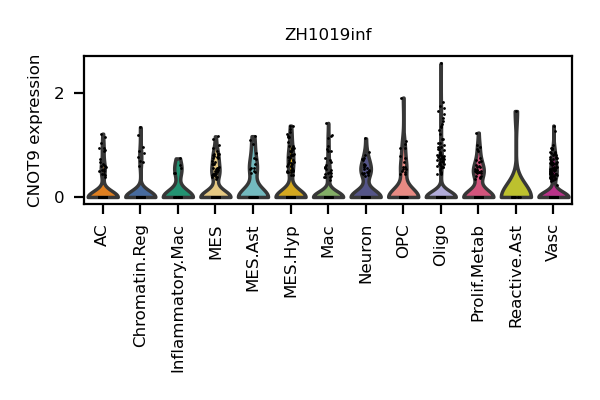 ZH1019inf
CNOT9 expression
2
0
AC
Chromatin.Reg
Inflammatory.Mac
MES
MES.Ast
MES.Hyp
Mac
Neuron
OPC
Oligo
Prolif.Metab
Reactive.Ast
Vasc